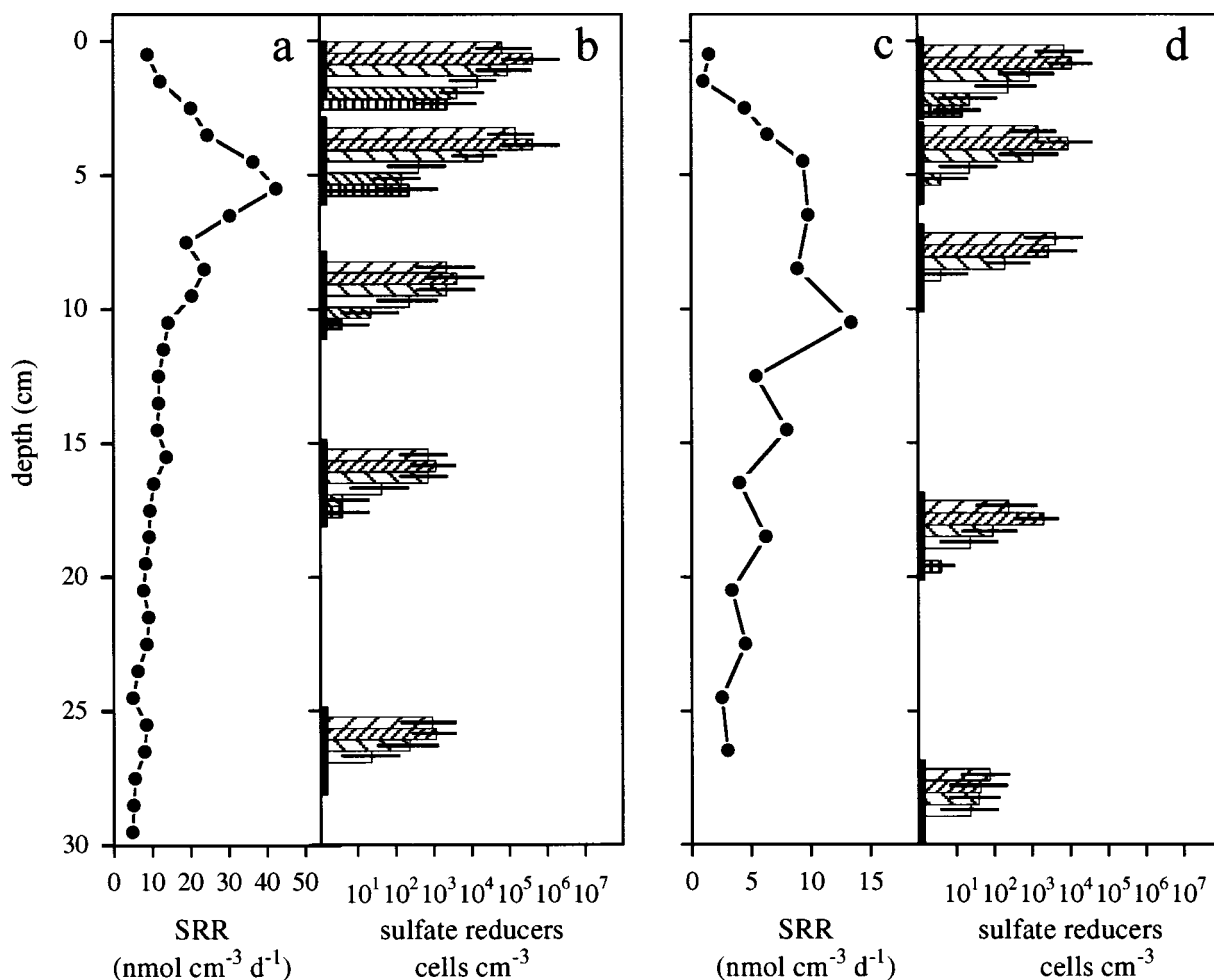 a
b
c
d
0
5
10
15
20
25
30
depth (cm)
0 10 20 30 40 50
SRR
(nmol cm⁻³ d⁻¹)
10¹ 10² 10³ 10⁴ 10⁵ 10⁶ 10⁷
sulfate reducers
cells cm⁻³
0 5 10 15
SRR
(nmol cm⁻³ d⁻¹)
10¹ 10² 10³ 10⁴ 10⁵ 10⁶ 10⁷
sulfate reducers
cells cm⁻³